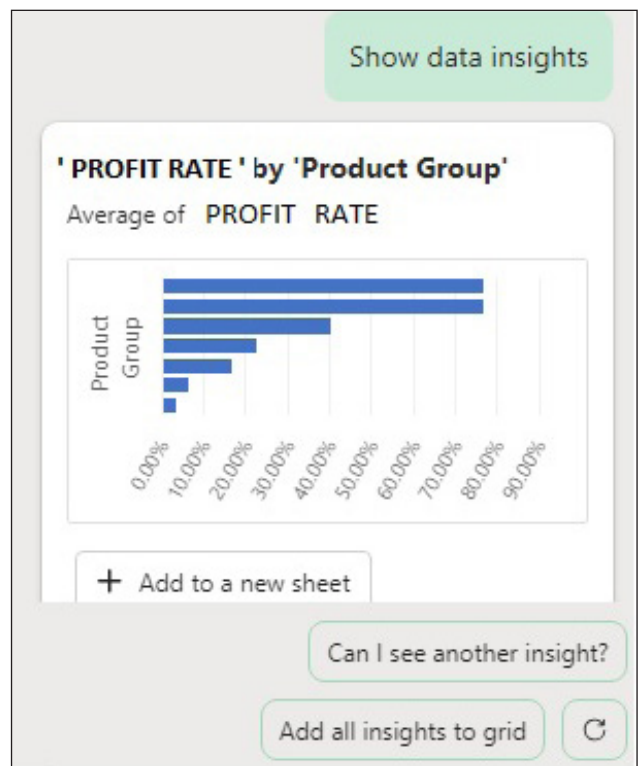 Show data insights
' PROFIT RATE ' by 'Product Group'
Average of PROFIT RATE
Product
Group
0.00%
10.00%
20.00%
30.00%
40.00%
50.00%
60.00%
70.00%
80.00%
90.00%
+ Add to a new sheet
Can I see another insight?
Add all insights to grid